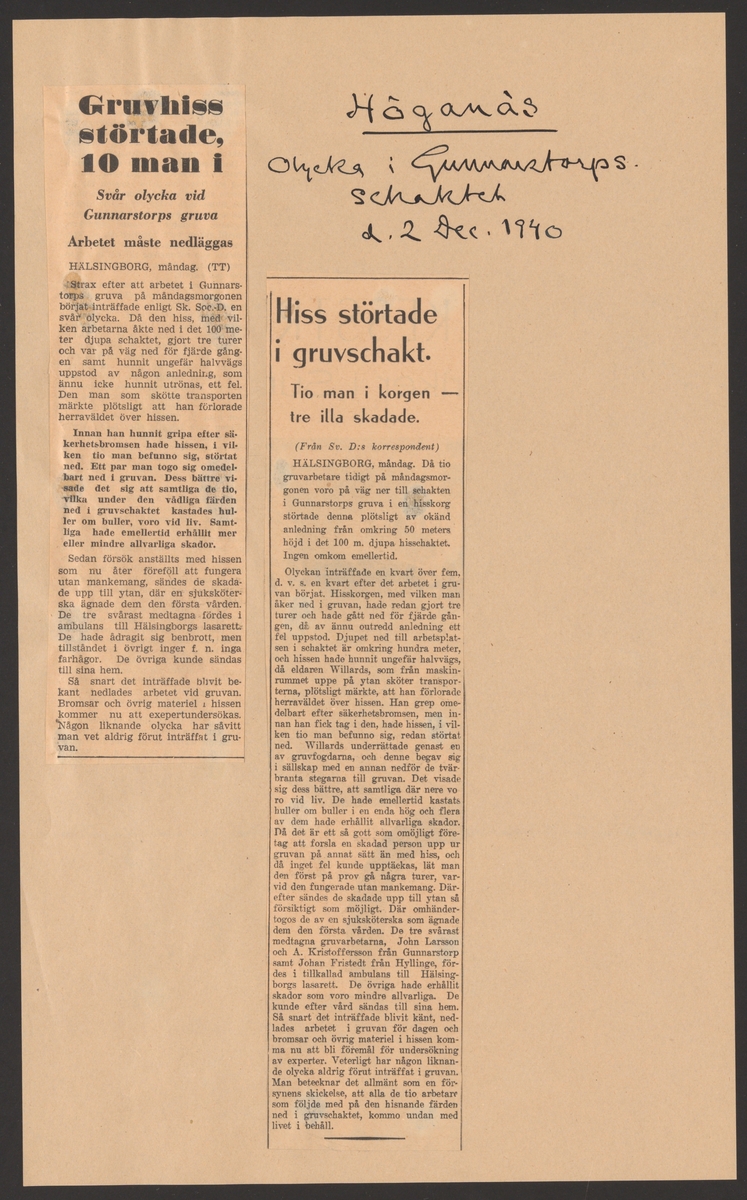 Gruvhiss
störtade,
10 man i
Svår olycka vid
Gunnarstorps gruva
Arbetet måste nedläggas
HÄLSINGBORG, måndag. (TT)
Strax efter att arbetet i Gunnars-
torps gruva på måndagsmorgonen
börjat inträffade enligt Sk. Soc.-D. en
svår olycka. Då den hiss, med vil-
ken arbetarna åkte ned i det 100 me-
ter djupa schaktet, gjort tre turer
och var på väg ned för fjärde gång-
en samt hunnit ungefär halvvägs
uppstod av någon anledning, som
ännu icke hunnit utrönas, ett fel.
Den man som skötte transporten
märkte plötsligt att han förlorade
herraväldet över hissen.
Innan han hunnit gripa efter sä-
kerhetsbromsen hade hissen, i vil-
ken tio man befunno sig, störtat
ned. Ett par man togo sig omedel-
bart ned i gruvan. Dess bättre vi-
sade det sig att samtliga de tio,
vilka under den vådliga färden
ned i gruvschaktet kastades hul-
ler om buller, voro vid liv. Samt-
liga hade emellertid erhållit mer
eller mindre allvarliga skador.
Sedan försök anställts med hissen
som nu åter föreföll att fungera
utan mankemang, sändes de skada-
de upp till ytan, där en sjuksköter-
ska ägnade dem den första vården.
De tre svårast medtagna fördes i
ambulans till Hälsingborgs lasarett.
De hade ådragit sig benbrott, men
tillståndet i övrigt inger f. n. inga
farhågor. De övriga kunde sändas
till sina hem.
Så snart det inträffade blivit be-
kant nedlades arbetet vid gruvan.
Bromsar och övrig materiel i hissen
kommer nu att exepertundersökas.
Någon liknande olycka har såvitt
man vet aldrig förut inträffat i gru-
van.
Höganäs
Olycka i Gunnarstorps-
schaktet
d. 2 Dec. 1940
Hiss störtade
i gruvschakt.
Tio man i korgen —
tre illa skadade.
(Från Sv. D:s korrespondent)
HÄLSINGBORG, måndag. Då tio
gruvarbetare tidigt på måndagsmor-
gonen voro på väg ner till schakten
i Gunnarstorps gruva i en hisskorg
störtade denna plötsligt av okänd
anledning från omkring 50 meters
höjd i det 100 m. djupa hisschaktet.
Ingen omkom emellertid.
Olyckan inträffade en kvart över fem,
d. v. s. en kvart efter det arbetet i gru-
van börjat. Hisskorgen, med vilken man
åker ned i gruvan, hade redan gjort tre
turer och hade gått ned för fjärde gån-
gen, då av ännu outredd anledning ett
fel uppstod. Djupet ned till arbetsplat-
sen i schaktet är omkring hundra meter,
och hissen hade hunnit ungefär halvvägs,
då eldaren Willards, som från maskin-
rummet uppe på ytan sköter transpor-
terna, plötsligt märkte, att han förlorade
herraväldet över hissen. Han grep ome-
delbart efter säkerhetsbromsen, men in-
nan han fick tag i den, hade hissen, i vil-
ken tio man befunno sig, redan störtat
ned. Willards underrättade genast en
av gruvfogdarna, och denne begav sig
i sällskap med en annan nedför de tvär-
branta stegarna till gruvan. Det visade
sig dess bättre, att samtliga där nere vo
ro vid liv. De hade emellertid kastats
huller om buller i en enda hög och flera
av dem hade erhållit allvarliga skador.
Då det är ett så gott som omöjligt före-
tag att forsla en skadad person upp ur
gruvan på annat sätt än med hiss, och
då inget fel kunde upptäckas, lät man
den först på prov gå några turer, var-
vid den fungerade utan mankemang. Där-
efter sändes de skadade upp till ytan så
försiktigt som möjligt. Där omhänder-
togos de av en sjuksköterska som ägnade
dem den första vården. De tre svårast
medtagna gruvarbetarna, John Larsson
och A. Kristoffersson från Gunnarstorp
samt Johan Fristedt från Hyllinge, för-
des i tillkallad ambulans till Hälsing-
borgs lasarett. De övriga hade erhållit
skador som voro mindre allvarliga. De
kunde efter vård sändas till sina hem.
Så snart det inträffade blivit känt, ned-
lades arbetet i gruvan för dagen och
bromsar och övrig materiel i hissen kom-
ma nu att bli föremål för undersökning
av experter. Veterligt har någon liknan-
de olycka aldrig förut inträffat i gruvan.
Man betecknar det allmänt som en för-
synens skickelse, att alla de tio arbetare
som följde med på den hisnande färden
ned i gruvschaktet, kommo undan med
livet i behåll.